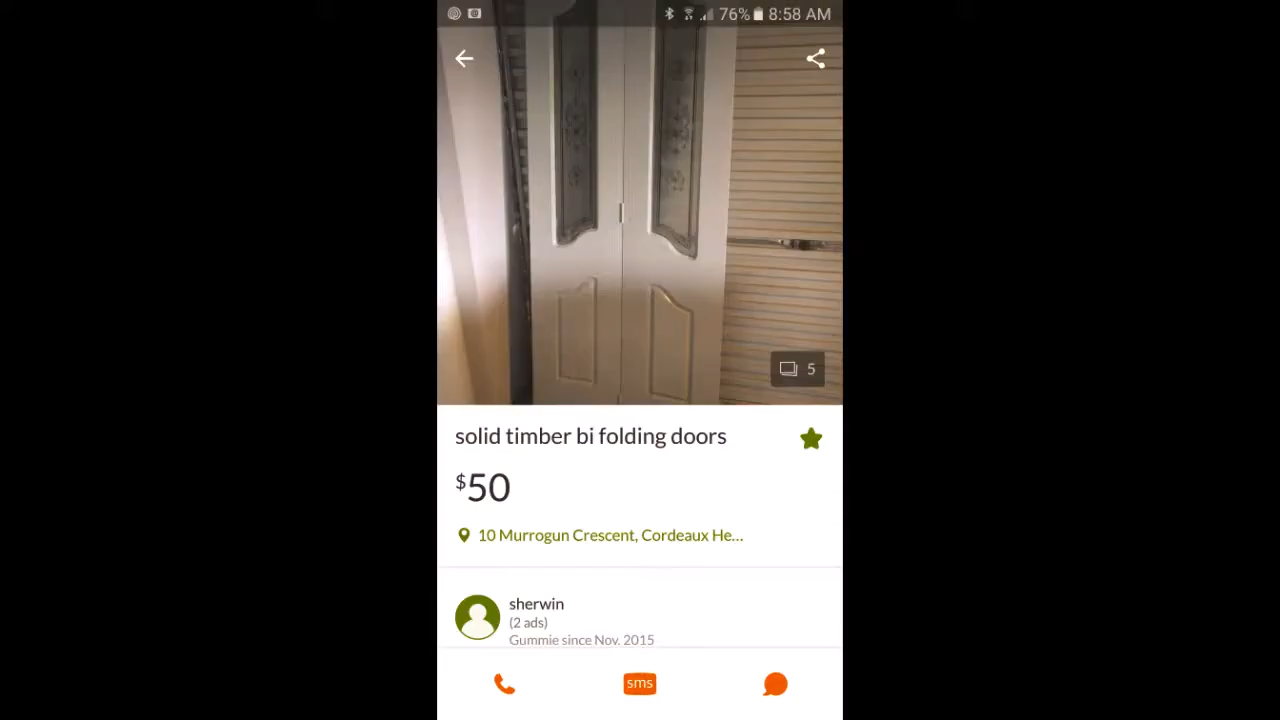 76% 8:58 AM
5
solid timber bi folding doors
$50
10 Murrogun Crescent, Cordeaux He...
sherwin
(2 ads)
Gummie since Nov. 2015
sms